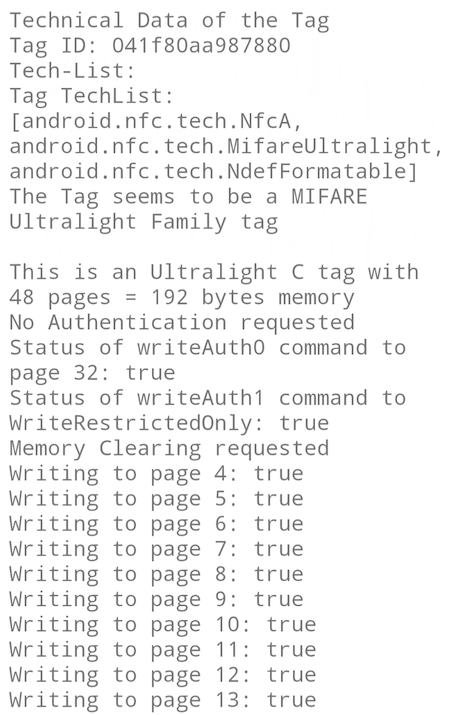 Technical Data of the Tag
Tag ID: 041f80aa987880
Tech-List:
Tag TechList:
[android.nfc.tech.NfcA,
android.nfc.tech.MifareUltralight,
android.nfc.tech.NdefFormatable]
The Tag seems to be a MIFARE
Ultralight Family tag

This is an Ultralight C tag with
48 pages = 192 bytes memory
No Authentication requested
Status of writeAuth0 command to
page 32: true
Status of writeAuth1 command to
WriteRestrictedOnly: true
Memory Clearing requested
Writing to page 4: true
Writing to page 5: true
Writing to page 6: true
Writing to page 7: true
Writing to page 8: true
Writing to page 9: true
Writing to page 10: true
Writing to page 11: true
Writing to page 12: true
Writing to page 13: true